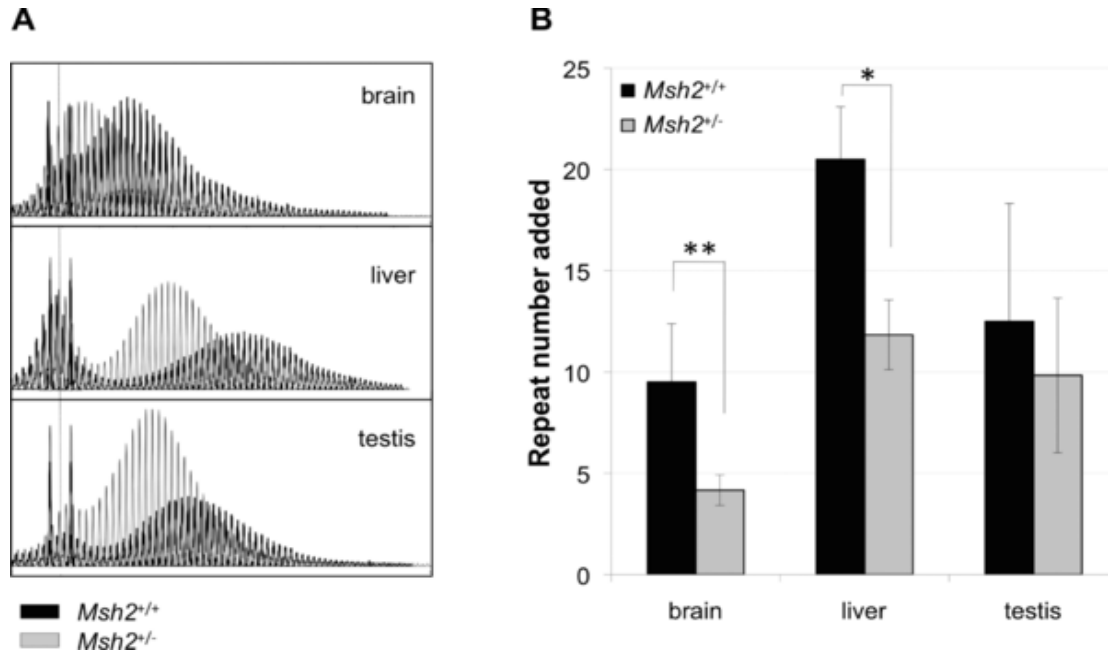 A
brain
liver
testis
Msh2+/+
Msh2+/-
B
Repeat number added
25
20
15
10
5
0
Msh2+/+
Msh2+/-
**
*
brain liver testis